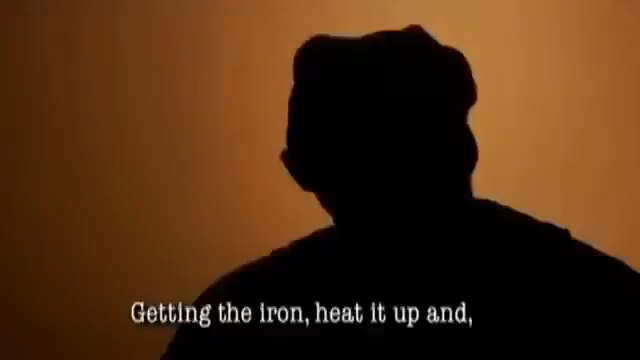 Getting the iron, heat it up and,